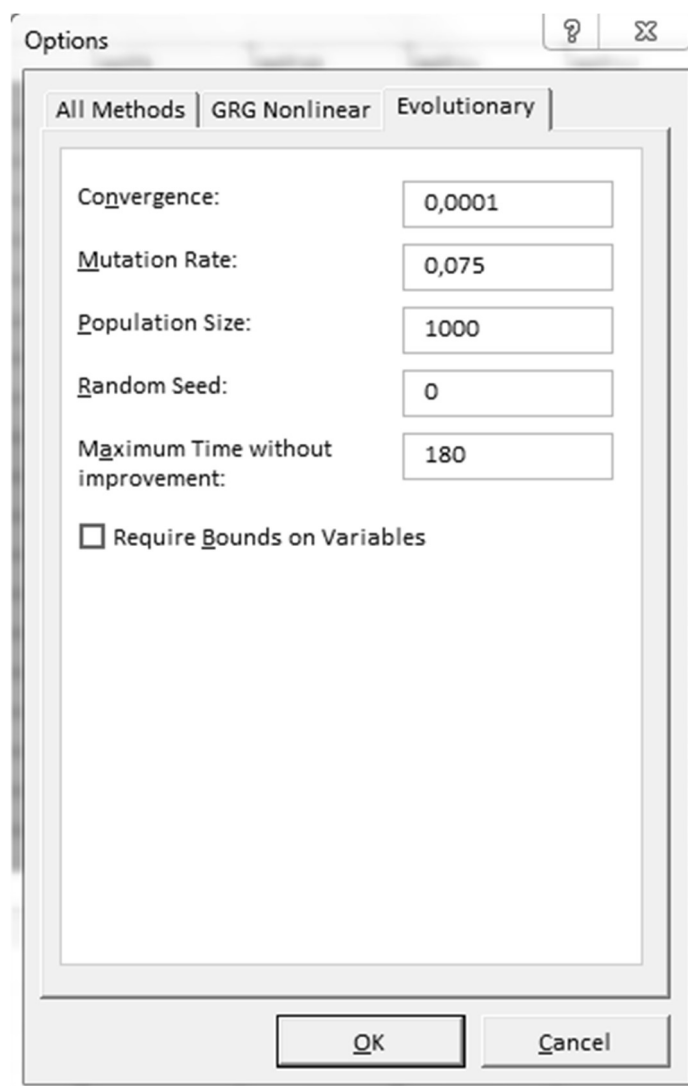 Options
All Methods GRG Nonlinear Evolutionary
Convergence: 0,0001
Mutation Rate: 0,075
Population Size: 1000
Random Seed: 0
Maximum Time without 180
improvement:
Require Bounds on Variables
OK Cancel